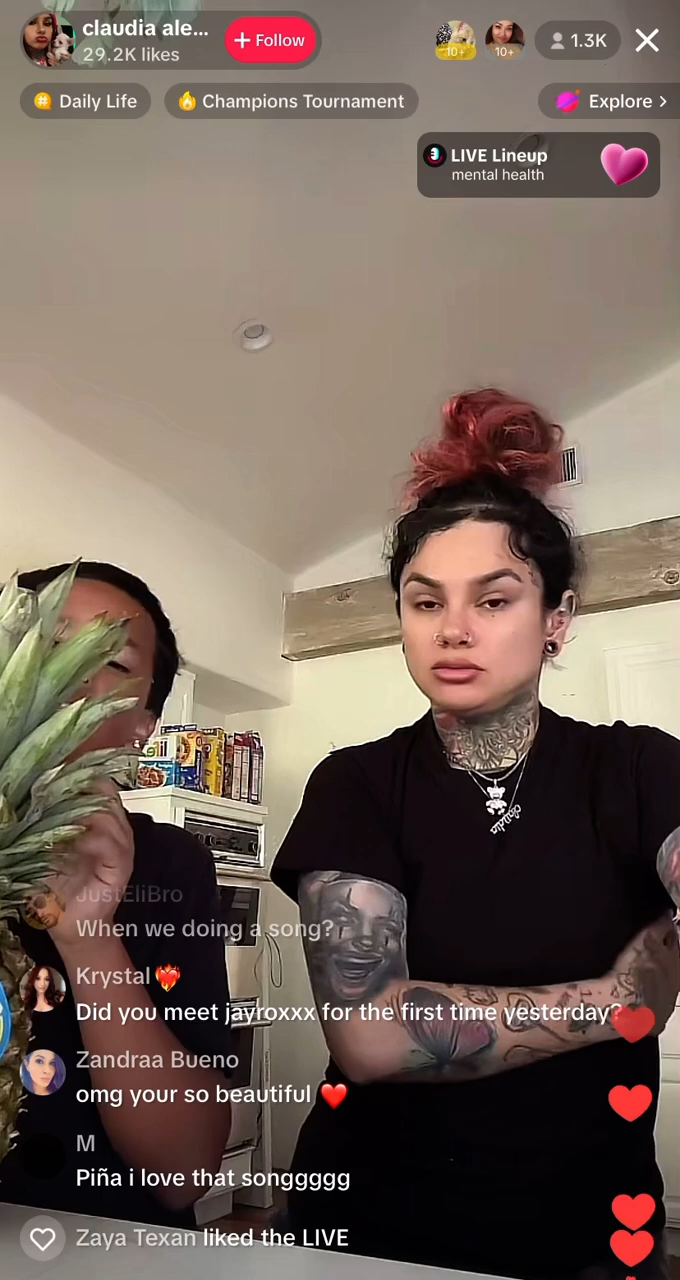 claudia ale...
29.2K likes
+ Follow
10+
10+
1.3K
Daily Life
Champions Tournament
Explore >
LIVE Lineup
mental health
JustEliBro
When we doing a song?
Krystal❤️‍🔥
Did you meet jayroxxx for the first time yesterday?
Zandraa Bueno
omg your so beautiful ❤️
M
Piña i love that songgggg
Zaya Texan liked the LIVE